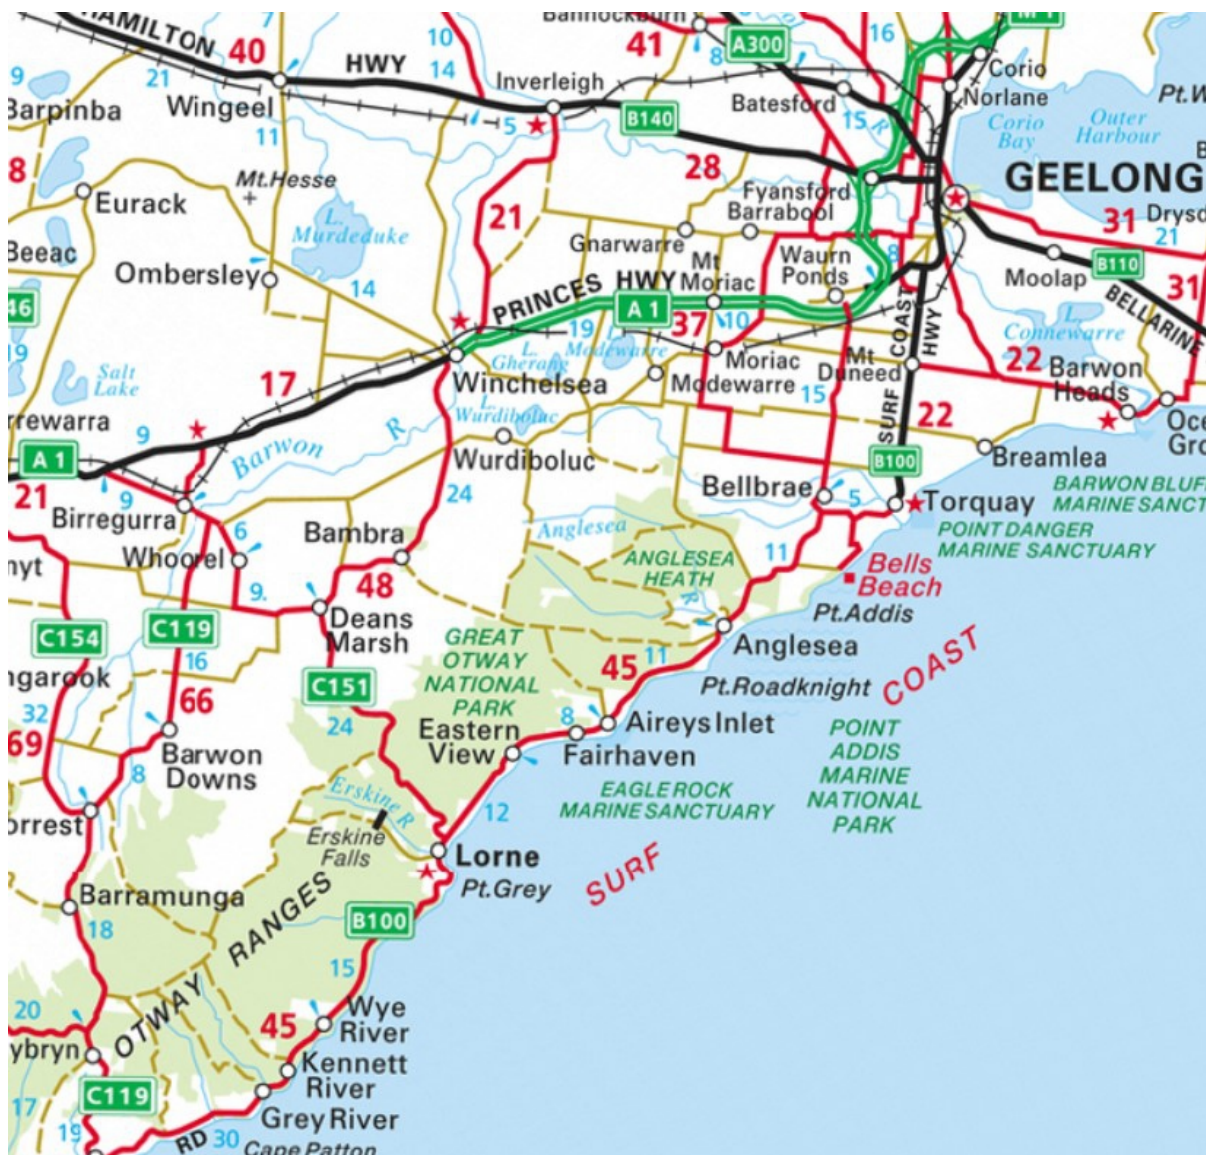 HAMILTON
HWY
40
7
21
10
14
41
8
A300
16
M1
Corio
Norlane
Inverleigh
Batesford
15
R
Corio
Bay
Outer
Harbour
9
Wingeel
11
5
B140
28
Fyansford
Barrabool
GEELONG
8
Mt.Hesse
Eurack
L.
Murdeduke
21
Gnarwarre
Mt
Moriac
Waurn
Ponds
8
31
21
Moolap
B110
31
BELLARINE
Beeac
Ombersley
14
PRINCES HWY
A1
46
19
19
37
10
L.
Gherang
L.
Modewarre
Moriac
Modewarre
COAST
HWY
SURF
L.
Connewarre
Salt
Lake
17
Winchelsea
L.
Wurdiboluc
Mt
Duneed
15
22
Barwon
Heads
9
Barwon R
Wurdiboluc
22
B100
Breamlea
A1
21
9
Birregurra
24
Bellbrae
5
Torquay
MARINE SANCT
POINT DANGER
MARINE SANCTUARY
6
Whoorel
Bambra
Anglesea
R
ANGLESEA
HEATH
11
Bells
Beach
Pt.Addis
9.
48
C154
C119
16
Deans
Marsh
GREAT
OTWAY
NATIONAL
PARK
Anglesea
45
11
COAST
32
66
C151
24
Pt.Roadknight
69
Barwon
Downs
8
Eastern
View
8
Aireys Inlet
Fairhaven
POINT
ADDIS
MARINE
NATIONAL
PARK
EAGLE ROCK
MARINE SANCTUARY
Erskine R
12
Erskine
Falls
Lorne
Pt.Grey
SURF
Barramunga
18
OTWAY RANGES
B100
15
20
45
Wye
River
Kennett
River
C119
17
Grey River
19
RD
30
Cape Patton